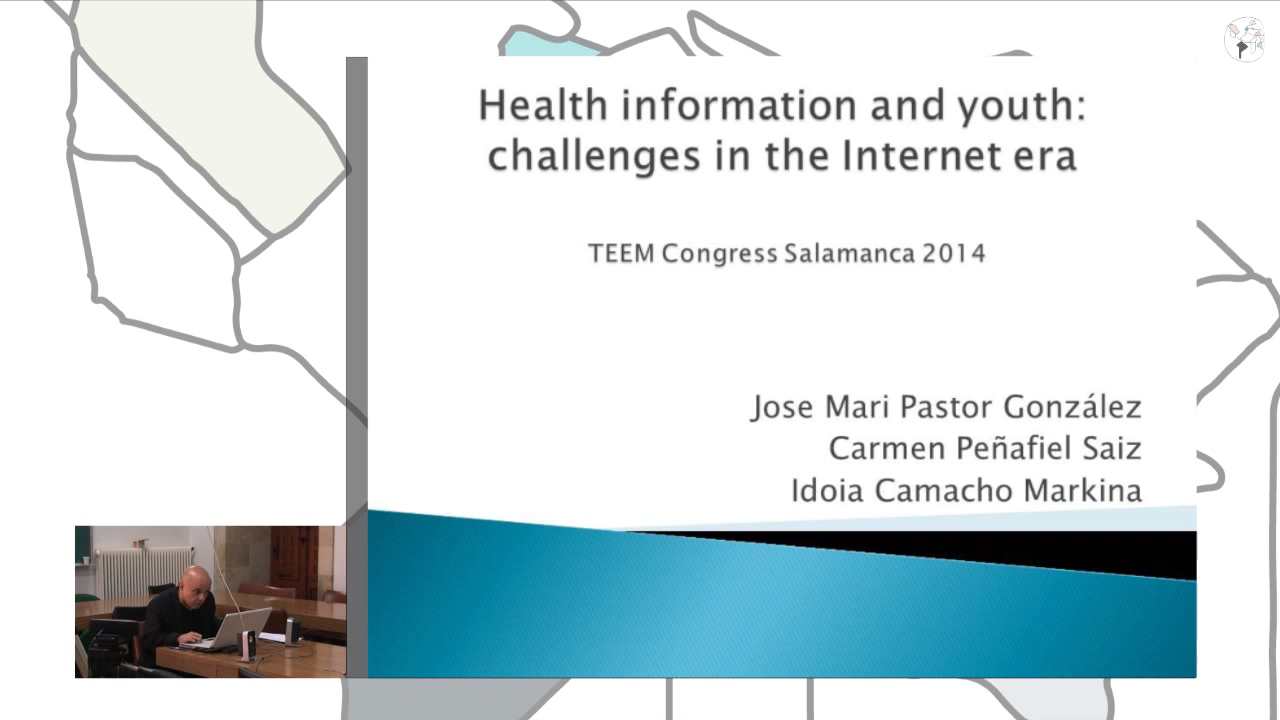 Health information and youth:
challenges in the Internet era
TEEM Congress Salamanca 2014
Jose Mari Pastor González
Carmen Peñafiel Saiz
Idoia Camacho Markina